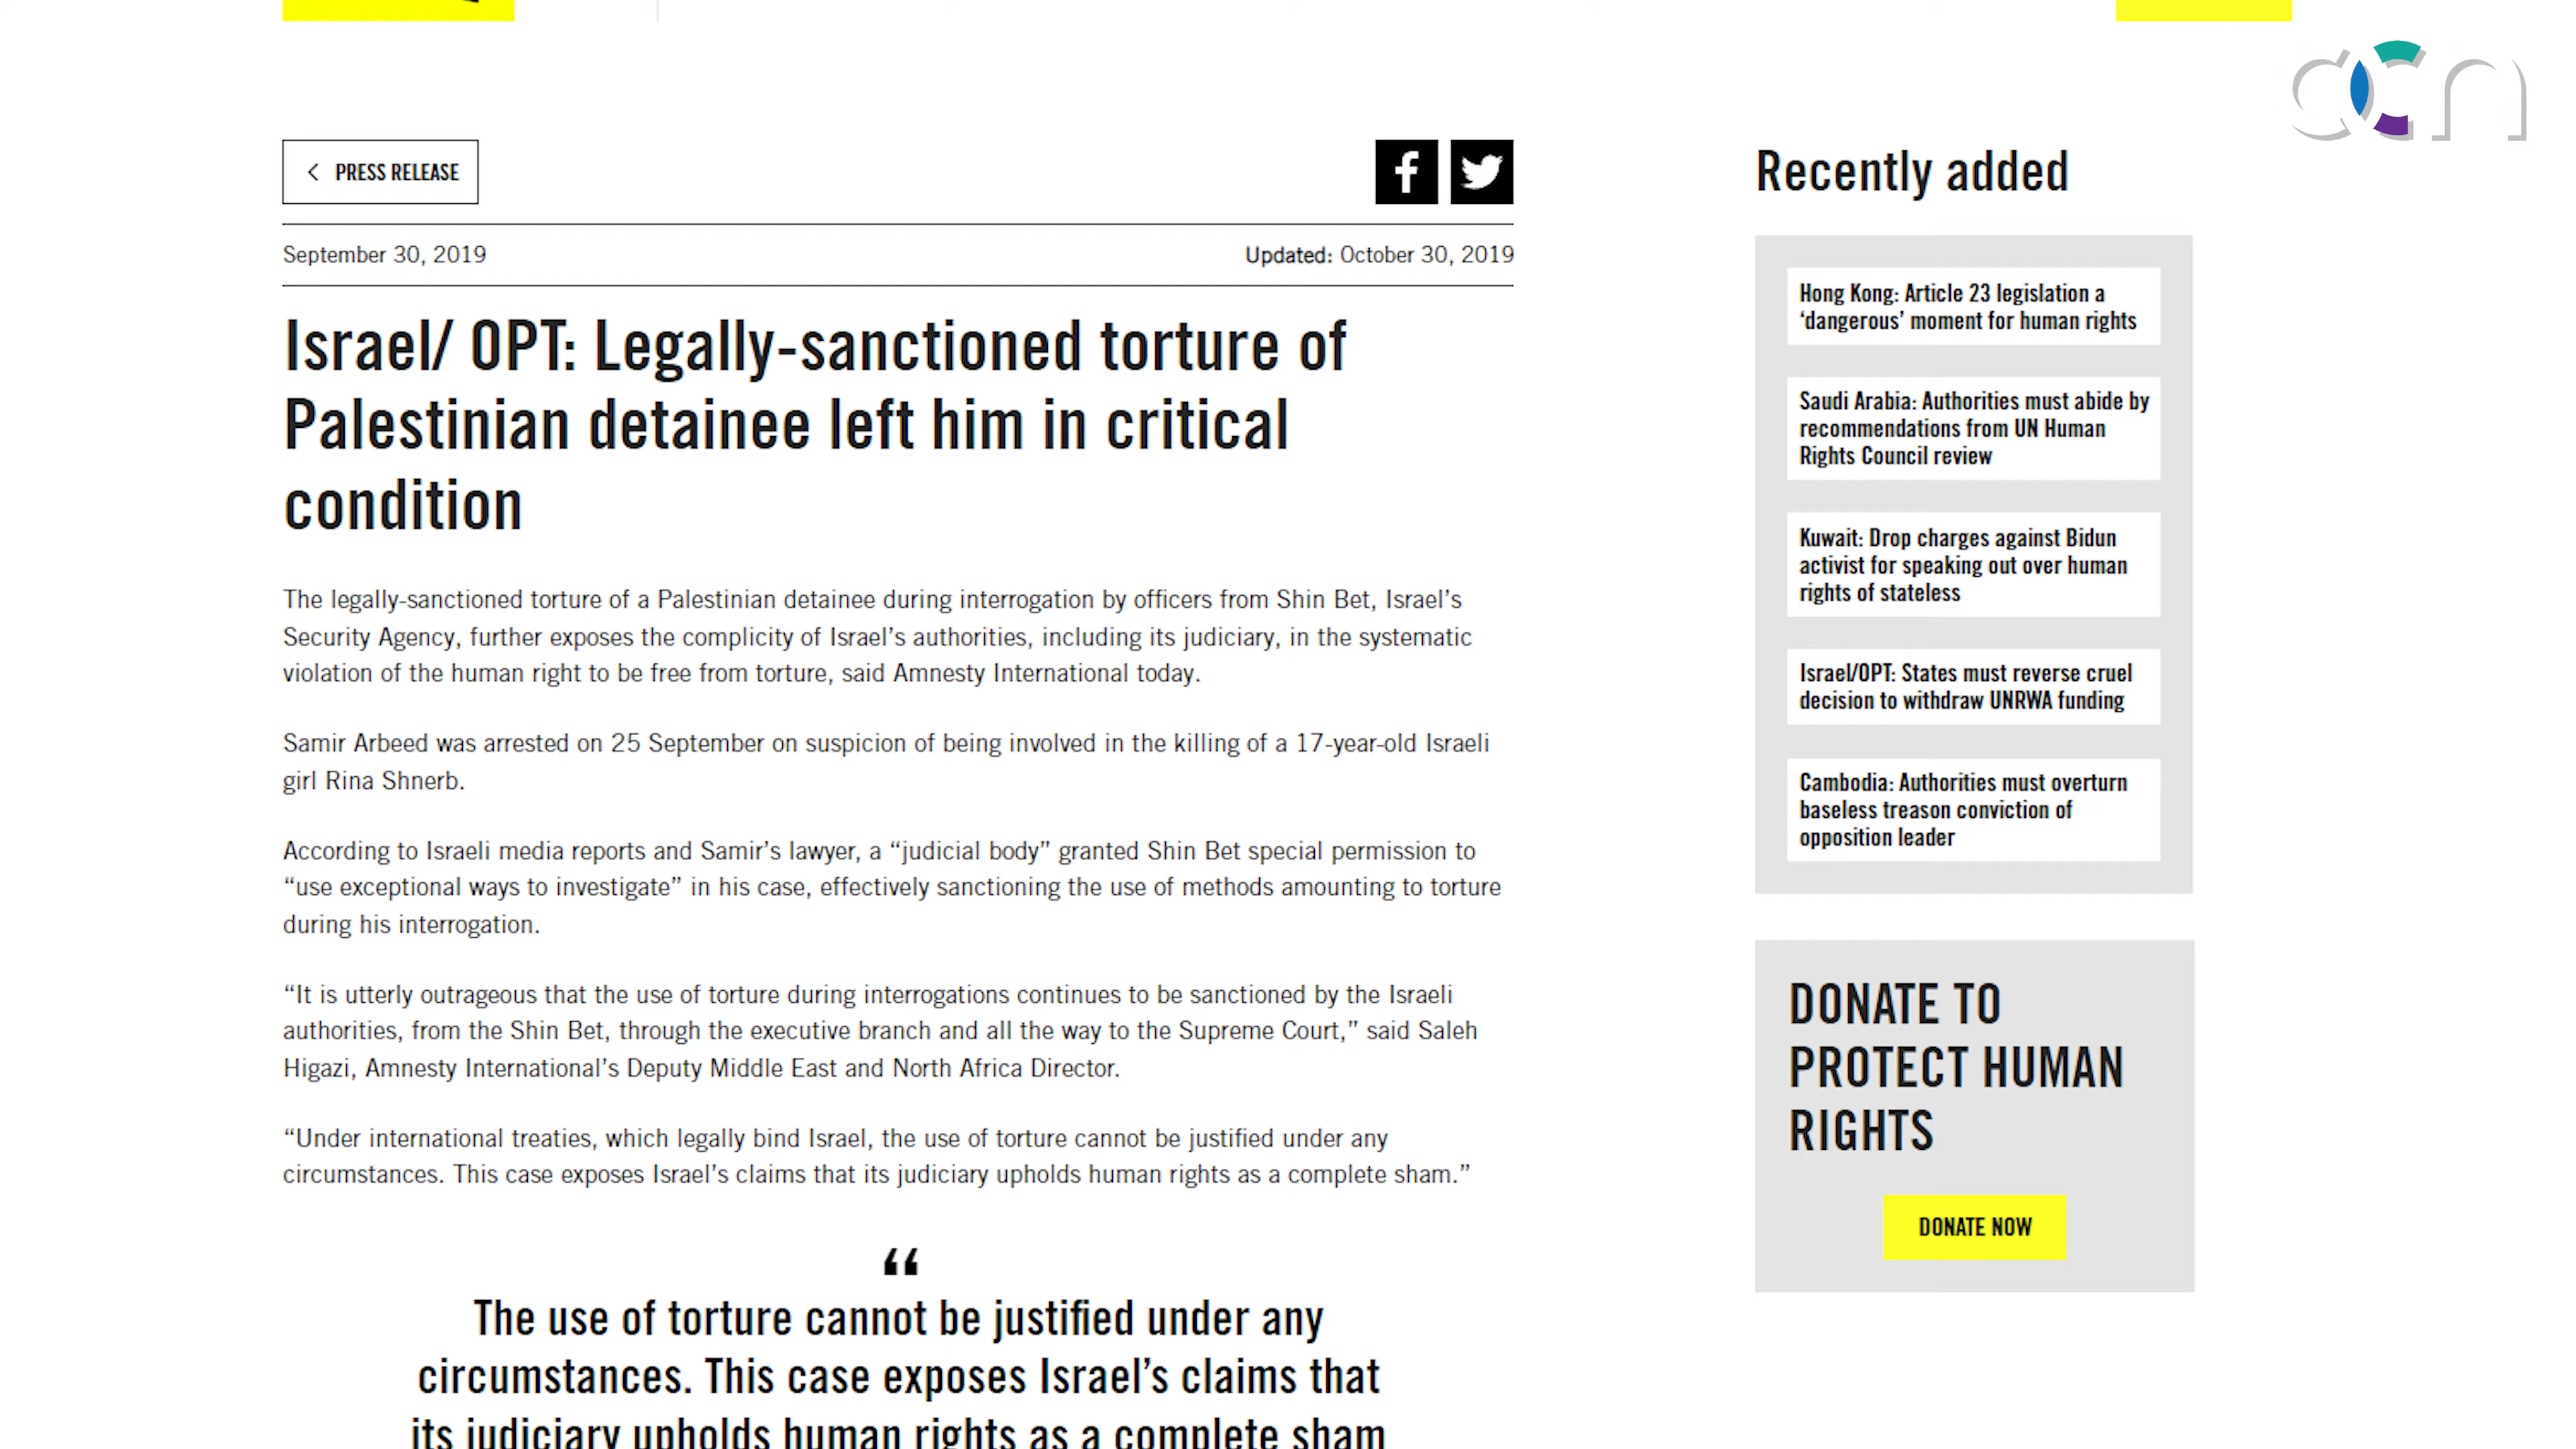 acn
PRESS RELEASE
September 30, 2019
Updated: October 30, 2019
Israel/ OPT: Legally-sanctioned torture of
Palestinian detainee left him in critical
condition
The legally-sanctioned torture of a Palestinian detainee during interrogation by officers from Shin Bet, Israel’s
Security Agency, further exposes the complicity of Israel’s authorities, including its judiciary, in the systematic
violation of the human right to be free from torture, said Amnesty International today.
Samir Arbeed was arrested on 25 September on suspicion of being involved in the killing of a 17-year-old Israeli
girl Rina Shnerb.
According to Israeli media reports and Samir’s lawyer, a “judicial body” granted Shin Bet special permission to
“use exceptional ways to investigate” in his case, effectively sanctioning the use of methods amounting to torture
during his interrogation.
“It is utterly outrageous that the use of torture during interrogations continues to be sanctioned by the Israeli
authorities, from the Shin Bet, through the executive branch and all the way to the Supreme Court,” said Saleh
Higazi, Amnesty International’s Deputy Middle East and North Africa Director.
“Under international treaties, which legally bind Israel, the use of torture cannot be justified under any
circumstances. This case exposes Israel’s claims that its judiciary upholds human rights as a complete sham.”
“
The use of torture cannot be justified under any
circumstances. This case exposes Israel’s claims that
its judiciary upholds human rights as a complete sham
Recently added
Hong Kong: Article 23 legislation a
‘dangerous’ moment for human rights
Saudi Arabia: Authorities must abide by
recommendations from UN Human
Rights Council review
Kuwait: Drop charges against Bidun
activist for speaking out over human
rights of stateless
Israel/OPT: States must reverse cruel
decision to withdraw UNRWA funding
Cambodia: Authorities must overturn
baseless treason conviction of
opposition leader
DONATE TO
PROTECT HUMAN
RIGHTS
DONATE NOW